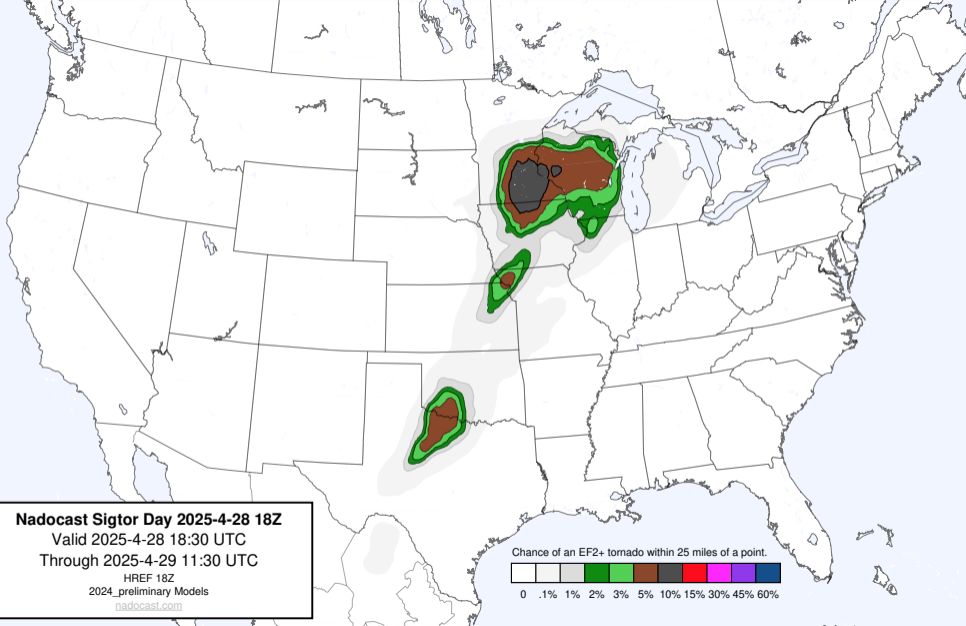 Nadocast Sigtor Day 2025-4-28 18Z
Valid 2025-4-28 18:30 UTC
Through 2025-4-29 11:30 UTC
HREF 18Z
2024_preliminary Models
nadocast.com
Chance of an EF2+ tornado within 25 miles of a point.
0 .1% 1% 2% 3% 5% 10% 15% 30% 45% 60%